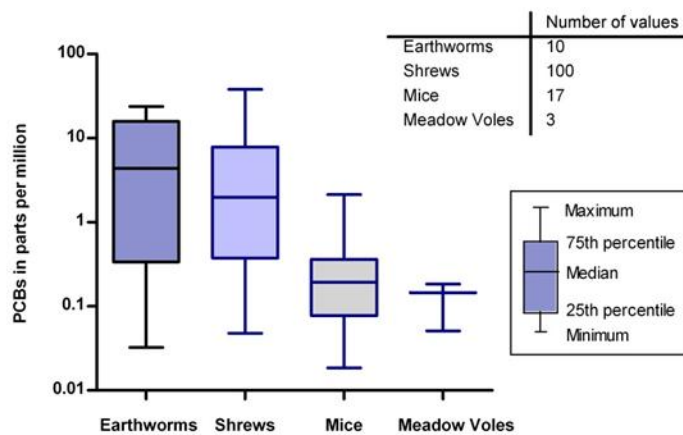 Number of values
Earthworms 10
Shrews 100
Mice 17
Meadow Voles 3
PCBs in parts per million
100
10
1
0.1
0.01
Earthworms Shrews Mice Meadow Voles
Maximum
75th percentile
Median
25th percentile
Minimum